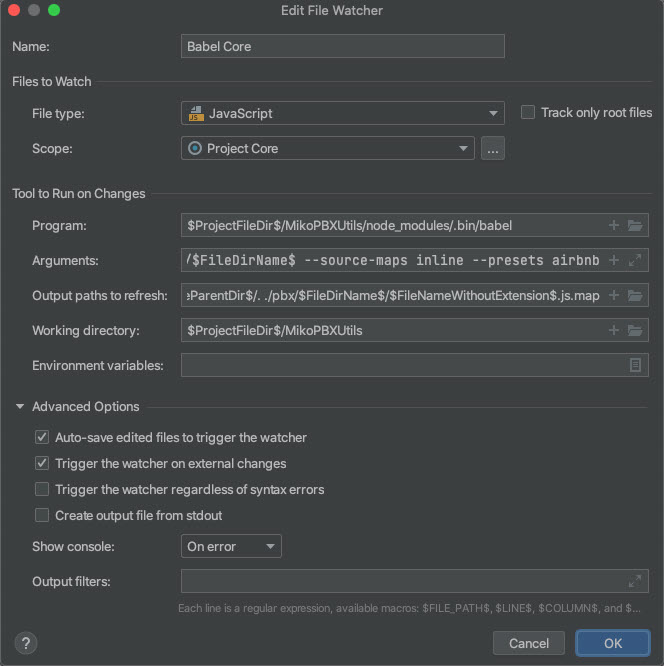 Edit File Watcher
Name: Babel Core
Files to Watch
File type: JS JavaScript Track only root files
Scope: Project Core ...
Tool to Run on Changes
Program: $ProjectFileDir$/MikoPBXUtils/node_modules/.bin/babel
Arguments: /$FileDirName$ --source-maps inline --presets airbnb
Output paths to refresh: eParentDir$/. ./pbx/$FileDirName$/$FileNameWithoutExtension$.js.map
Working directory: $ProjectFileDir$/MikoPBXUtils
Environment variables:
Advanced Options
Auto-save edited files to trigger the watcher
Trigger the watcher on external changes
Trigger the watcher regardless of syntax errors
Create output file from stdout
Show console: On error
Output filters:
Each line is a regular expression, available macros: $FILE_PATH$, $LINE$, $COLUMN$, and $...
? Cancel OK